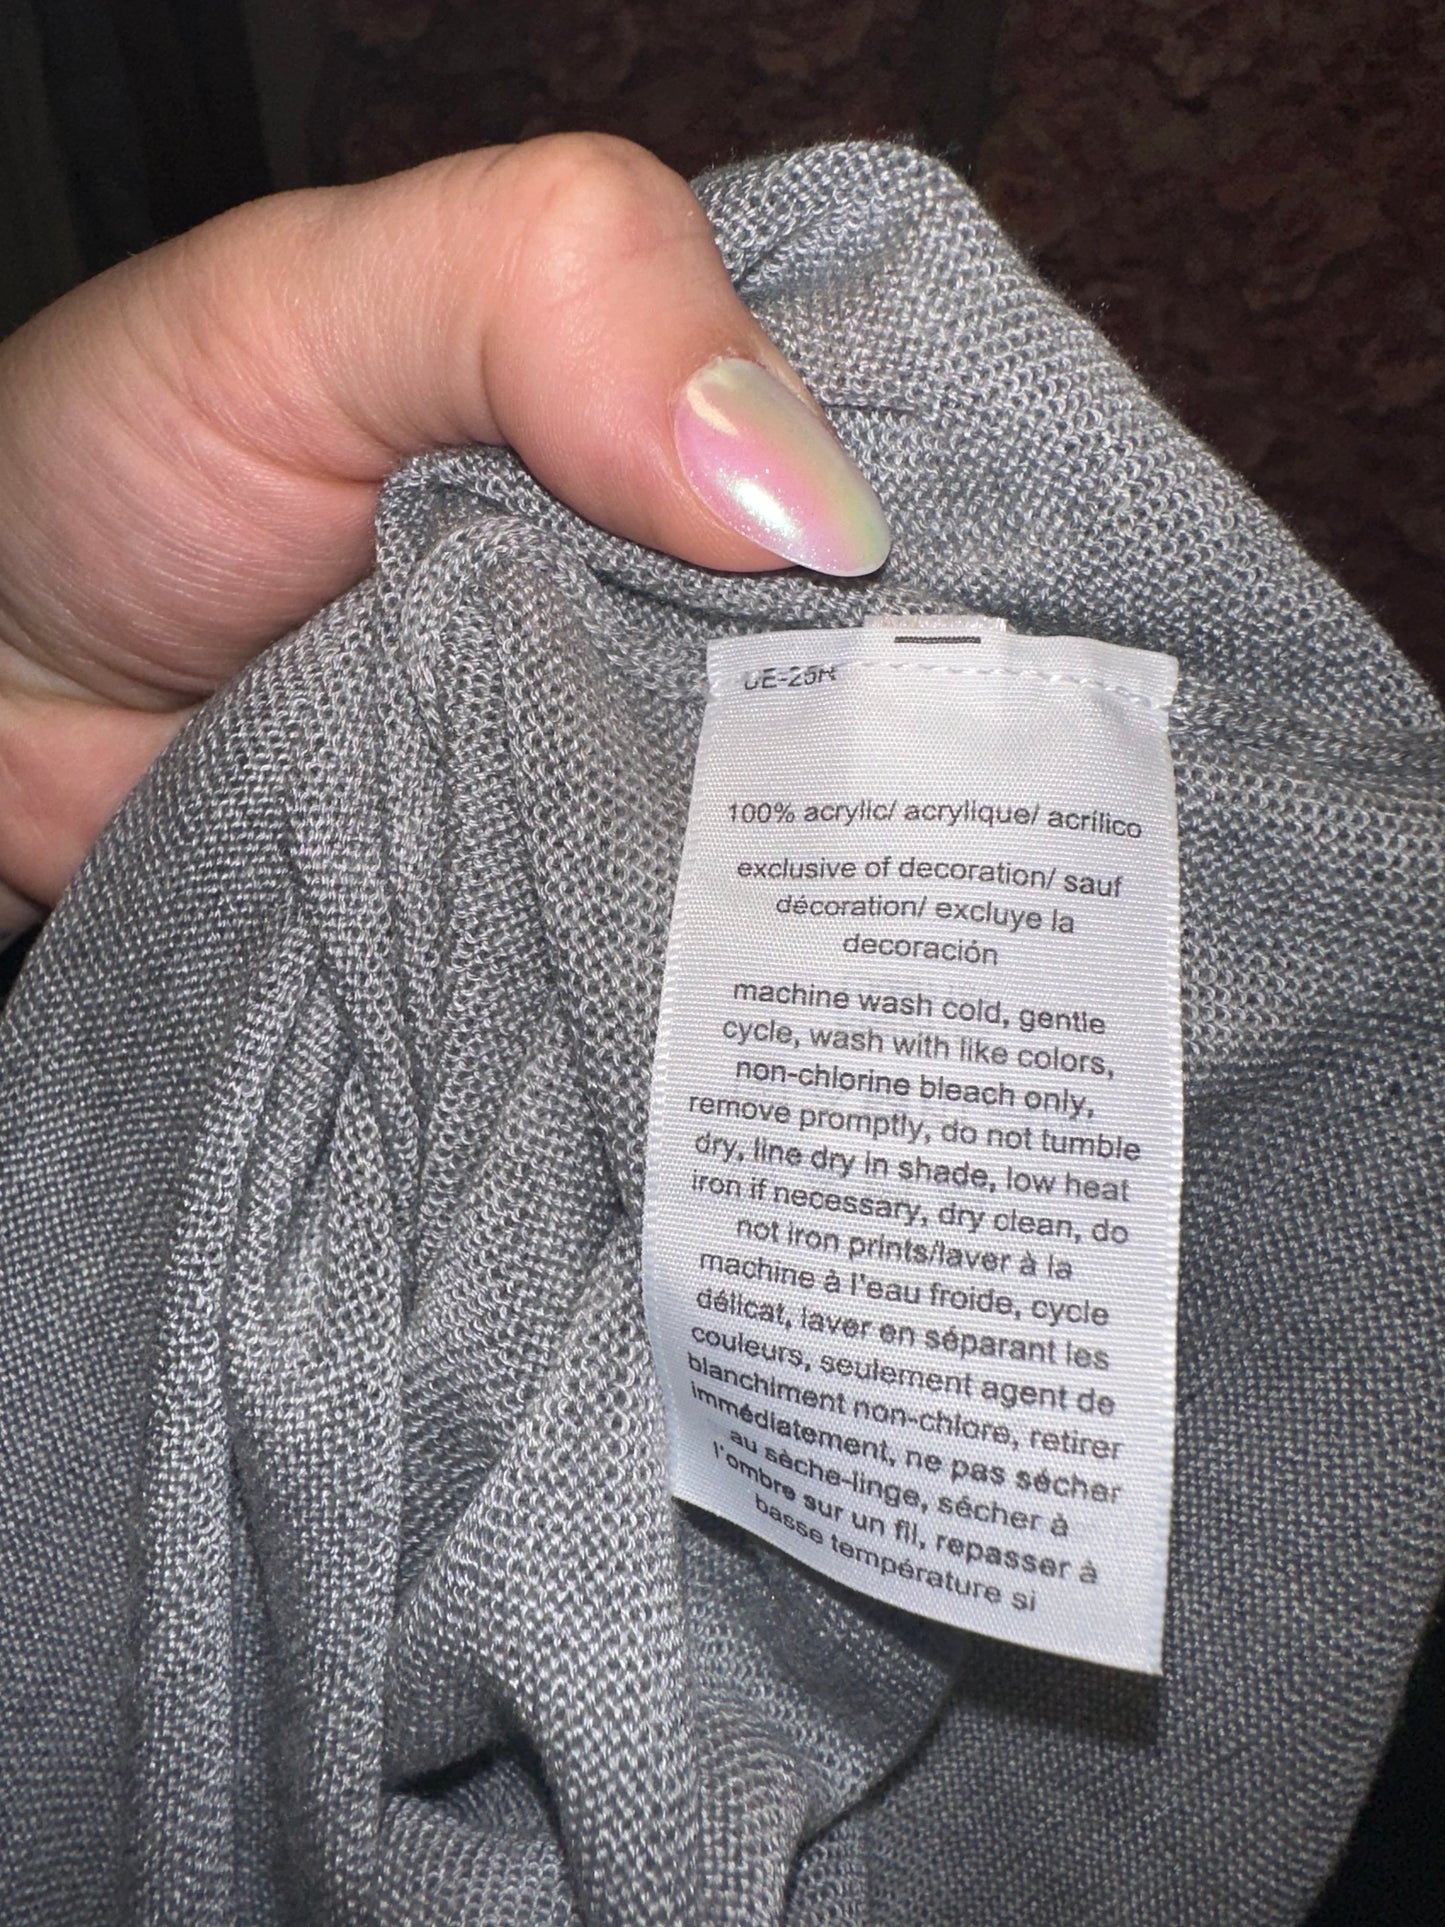 100% acrylic/ acrylique/ acrílico
exclusive of decoration/ sauf
décoration/ excluye la
decoración
machine wash cold, gentle
cycle, wash with like colors,
non-chlorine bleach only,
remove promptly, do not tumble
dry, line dry in shade, low heat
iron if necessary, dry clean, do
not iron prints/laver à la
machine à l'eau froide, cycle
délicat, laver en séparant les
couleurs, seulement agent de
blanchiment non-chlore, retirer
immédiatement, ne pas sécher
au sèche-linge, sécher à
l'ombre sur un fil, repasser à
basse température si